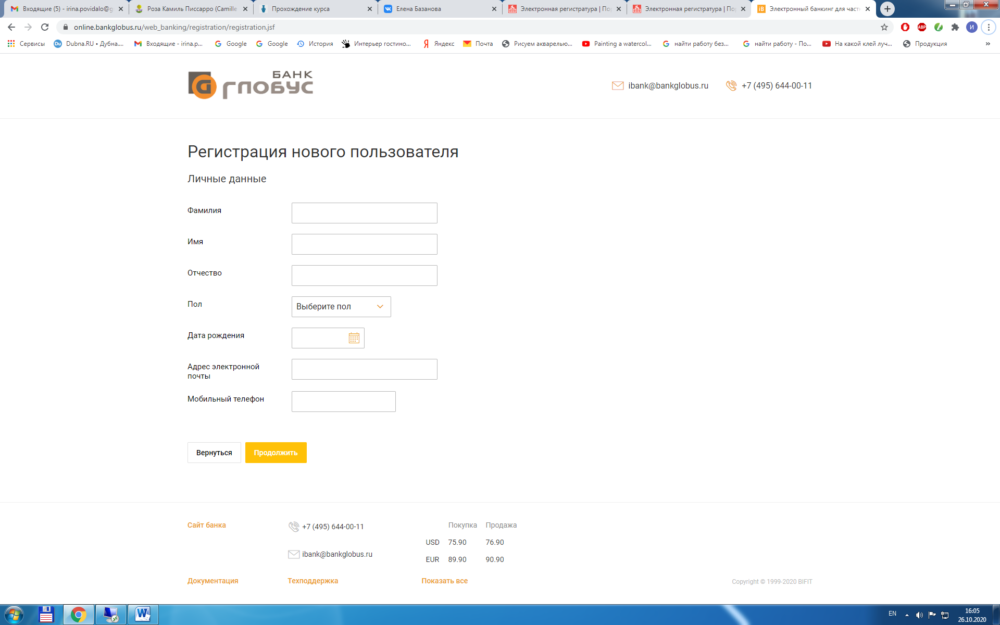 Входящие (5) - irina.povidalo@g
Роза Камиль Писсарро (Camille
Прохождение курса
Елена Базанова
Электронная регистратура | Пор
Электронная регистратура | Пор
Электронный банкинг для част
online.bankglobus.ru/web_banking/registration/registration.jsf
ABP
И
Сервисы
Dubna.RU • Дубна....
Входящие - irina.p...
Google
Google
История
Интерьер гостино...
Яндекс
Почта
Рисуем акварелью...
Painting a watercol...
найти работу без...
найти работу - По...
На какой клей луч...
Продукция
»
БАНК
ГЛОБУС
ibank@bankglobus.ru
+7 (495) 644-00-11
Регистрация нового пользователя
Личные данные
Фамилия
Имя
Отчество
Пол
Выберите пол
Дата рождения
Адрес электронной
почты
Мобильный телефон
Вернуться
Продолжить
Сайт банка
+7 (495) 644-00-11
Покупка Продажа
USD 75.90 76.90
ibank@bankglobus.ru
EUR 89.90 90.90
Документация
Техподдержка
Показать все
Copyright © 1999-2020 BIFIT
EN
16:05
26.10.2020